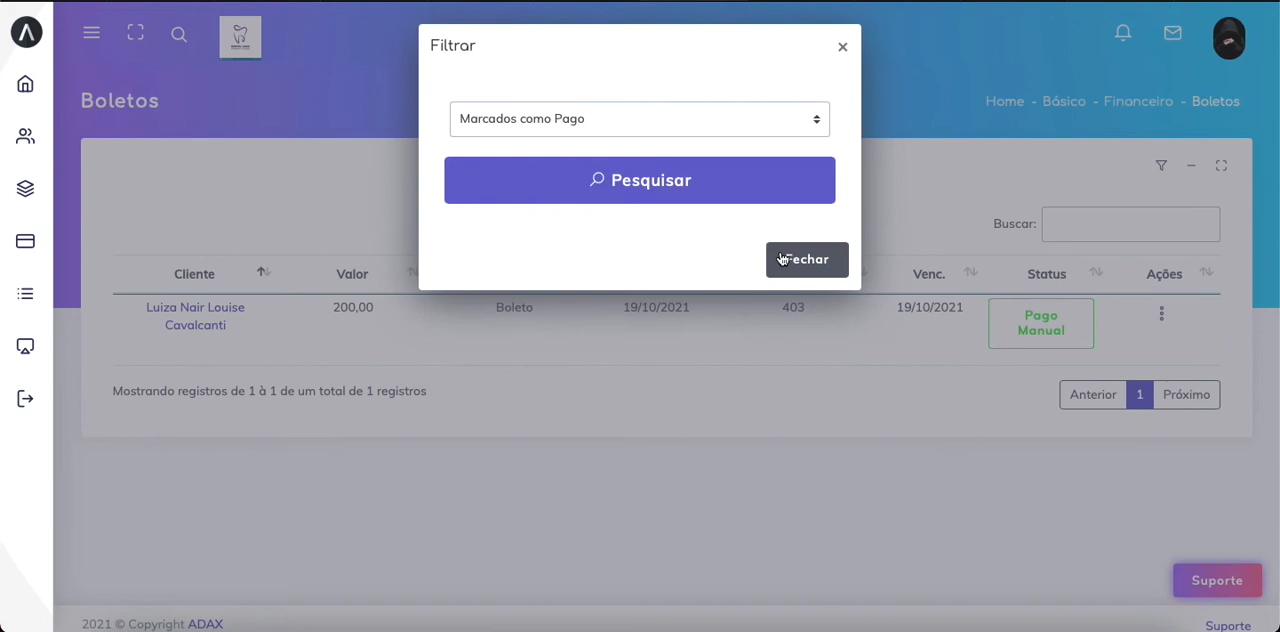 Filtrar
×
Marcados como Pago
Pesquisar
Fechar
Boletos
Home - Básico - Financeiro - Boletos
Buscar:
Cliente Valor Venc. Status Ações
Luiza Nair Louise 200,00 Boleto 19/10/2021 403 19/10/2021 Pago
Cavalcanti Manual
Mostrando registros de 1 à 1 de um total de 1 registros
Anterior 1 Próximo
Suporte
2021 © Copyright ADAX
Suporte